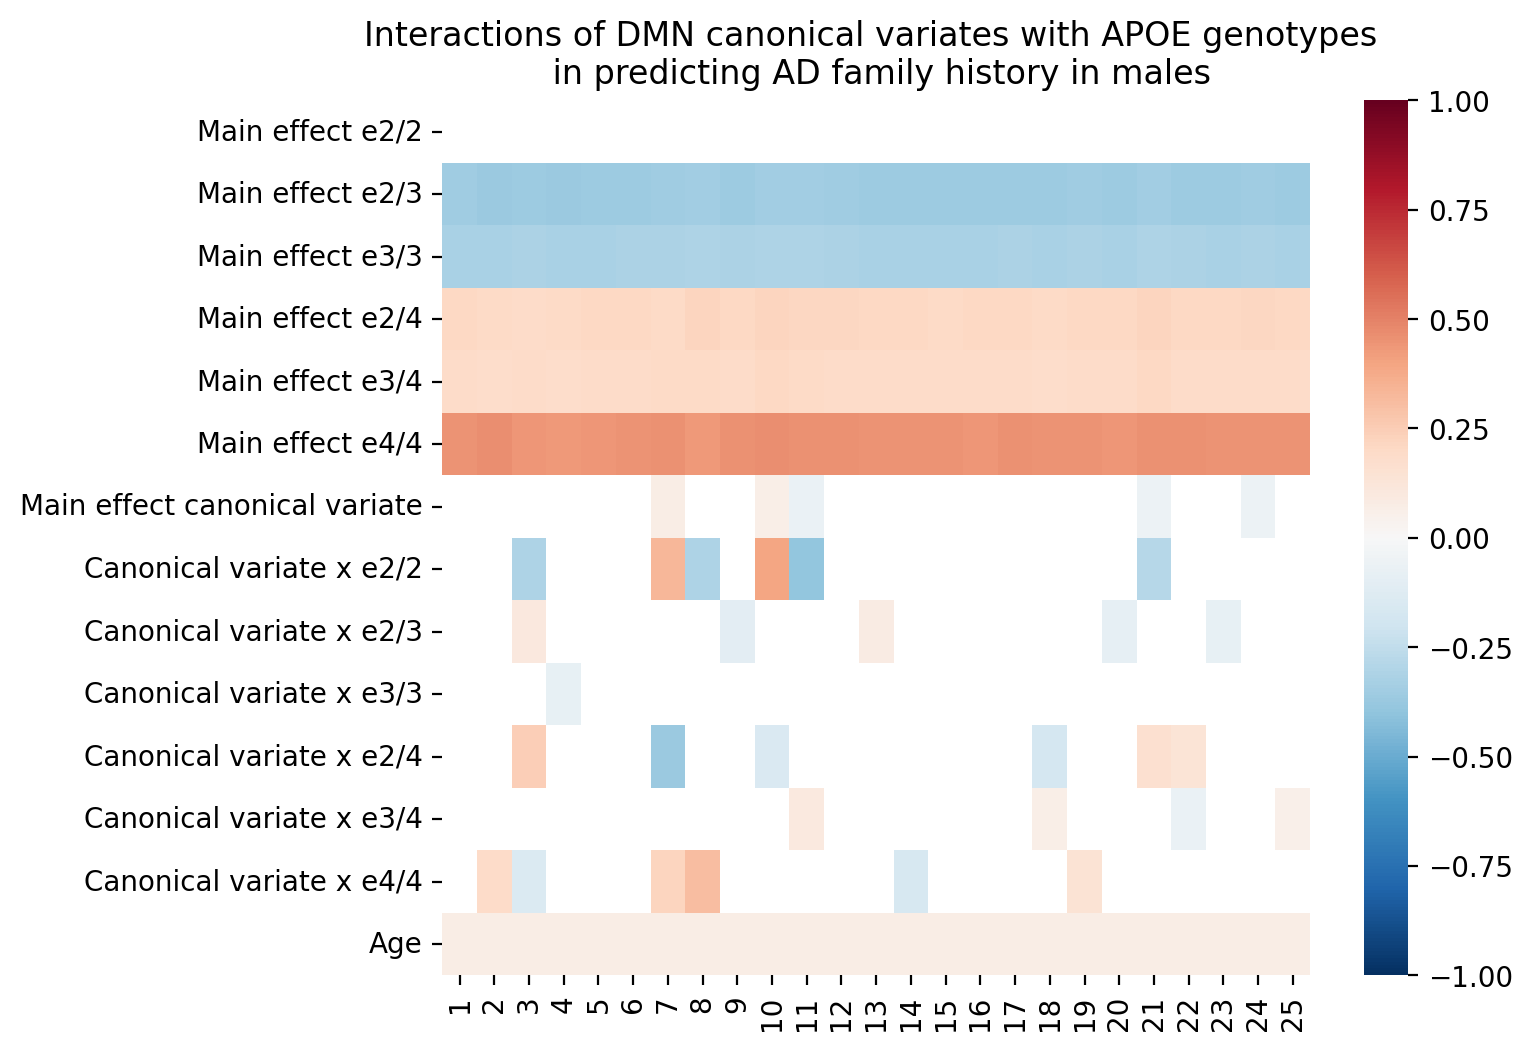 Interactions of DMN canonical variates with APOE genotypes
in predicting AD family history in males
Main effect e2/2
Main effect e2/3
Main effect e3/3
Main effect e2/4
Main effect e3/4
Main effect e4/4
Main effect canonical variate
Canonical variate x e2/2
Canonical variate x e2/3
Canonical variate x e3/3
Canonical variate x e2/4
Canonical variate x e3/4
Canonical variate x e4/4
Age
1 2 3 4 5 6 7 8 9 10 11 12 13 14 15 16 17 18 19 20 21 22 23 24 25
1.00
0.75
0.50
0.25
0.00
−0.25
−0.50
−0.75
−1.00